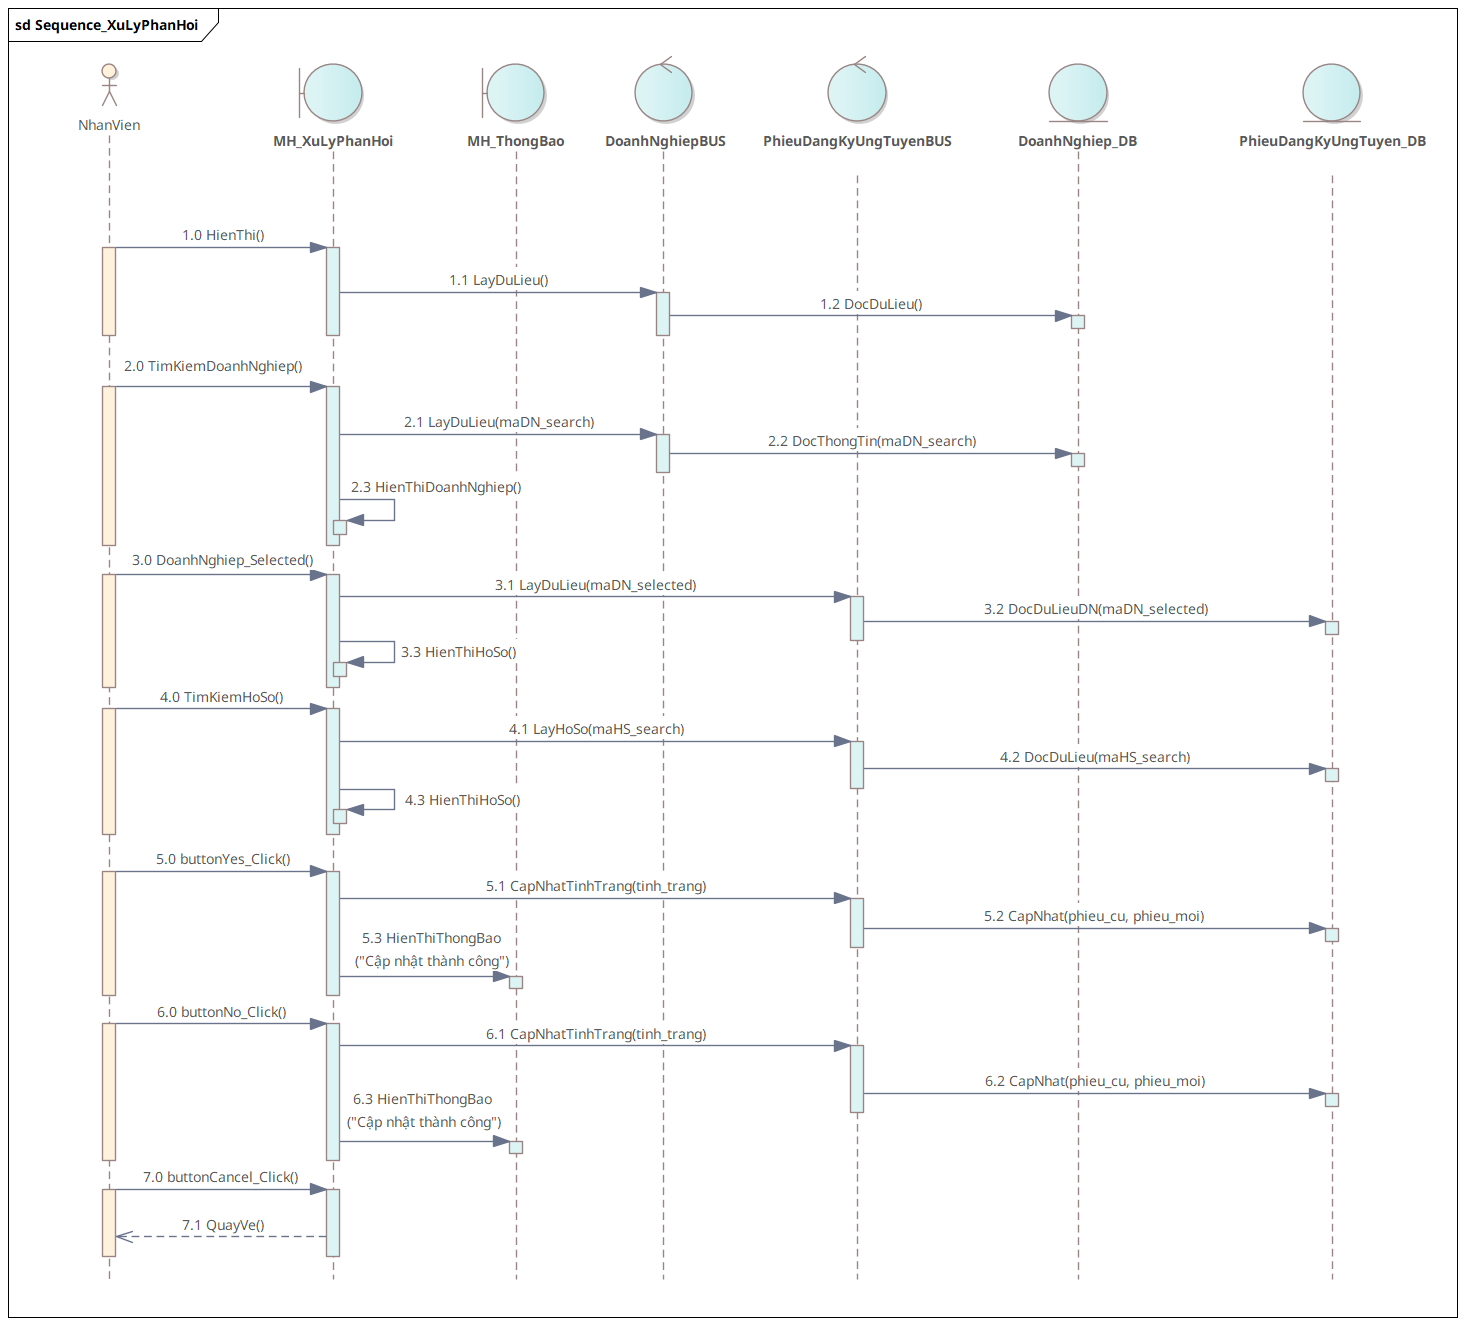 sd Sequence_XuLyPhanHoi
NhanVien
MH_XuLyPhanHoi
MH_ThongBao
DoanhNghiepBUS
PhieuDangKyUngTuyenBUS
DoanhNghiep_DB
PhieuDangKyUngTuyen_DB
1.0 HienThi()
1.1 LayDuLieu()
1.2 DocDuLieu()
2.0 TimKiemDoanhNghiep()
2.1 LayDuLieu(maDN_search)
2.2 DocThongTin(maDN_search)
2.3 HienThiDoanhNghiep()
3.0 DoanhNghiep_Selected()
3.1 LayDuLieu(maDN_selected)
3.2 DocDuLieuDN(maDN_selected)
3.3 HienThiHoSo()
4.0 TimKiemHoSo()
4.1 LayHoSo(maHS_search)
4.2 DocDuLieu(maHS_search)
4.3 HienThiHoSo()
5.0 buttonYes_Click()
5.1 CapNhatTinhTrang(tinh_trang)
5.2 CapNhat(phieu_cu, phieu_moi)
5.3 HienThiThongBao
("Cập nhật thành công")
6.0 buttonNo_Click()
6.1 CapNhatTinhTrang(tinh_trang)
6.2 CapNhat(phieu_cu, phieu_moi)
6.3 HienThiThongBao
("Cập nhật thành công")
7.0 buttonCancel_Click()
7.1 QuayVe()